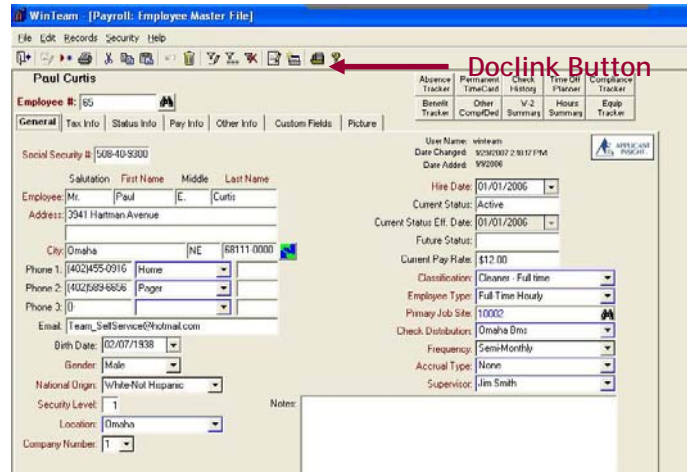 WinTeam - [Payroll: Employee Master File]
File Edit Records Security Help
Doclink Button
Paul Curtis
Absence Tracker Permanent TimeCard Check History Time Off Planner Compliance Tracker
Employee #: 65
Benefit Tracker Other Comp/Ded W-2 Summary Hours Summary Equip Tracker
General Tax Info Status Info Pay Info Other Info Custom Fields Picture
User Name: winteam
Social Security #: 508-40-9300
Date Changed: 9/29/2007 2:18:17 PM
APPLICANT INSIGHT
Date Added: 9/9/2006
Salutation First Name Middle Last Name
Hire Date: 01/01/2006
Employee: Mr. Paul E. Curtis
Current Status: Active
Address: 3941 Hartman Avenue
Current Status Eff. Date: 01/01/2006
Future Status:
City: Omaha NE 68111-0000
Current Pay Rate: $12.00
Phone 1: (402)455-0916 Home
Classification: Cleaner - Full time
Phone 2: (402)589-6656 Pager
Employee Type: Full Time Hourly
Phone 3: ()-
Primary Job Site: 10002
Email: Team_SelfService@hotmail.com
Check Distribution: Omaha Bms
Birth Date: 02/07/1938
Frequency: Semi-Monthly
Gender: Male
Accrual Type: None
National Origin: White-Not Hispanic
Supervisor: Jim Smith
Security Level: 1
Notes:
Location: Omaha
Company Number: 1